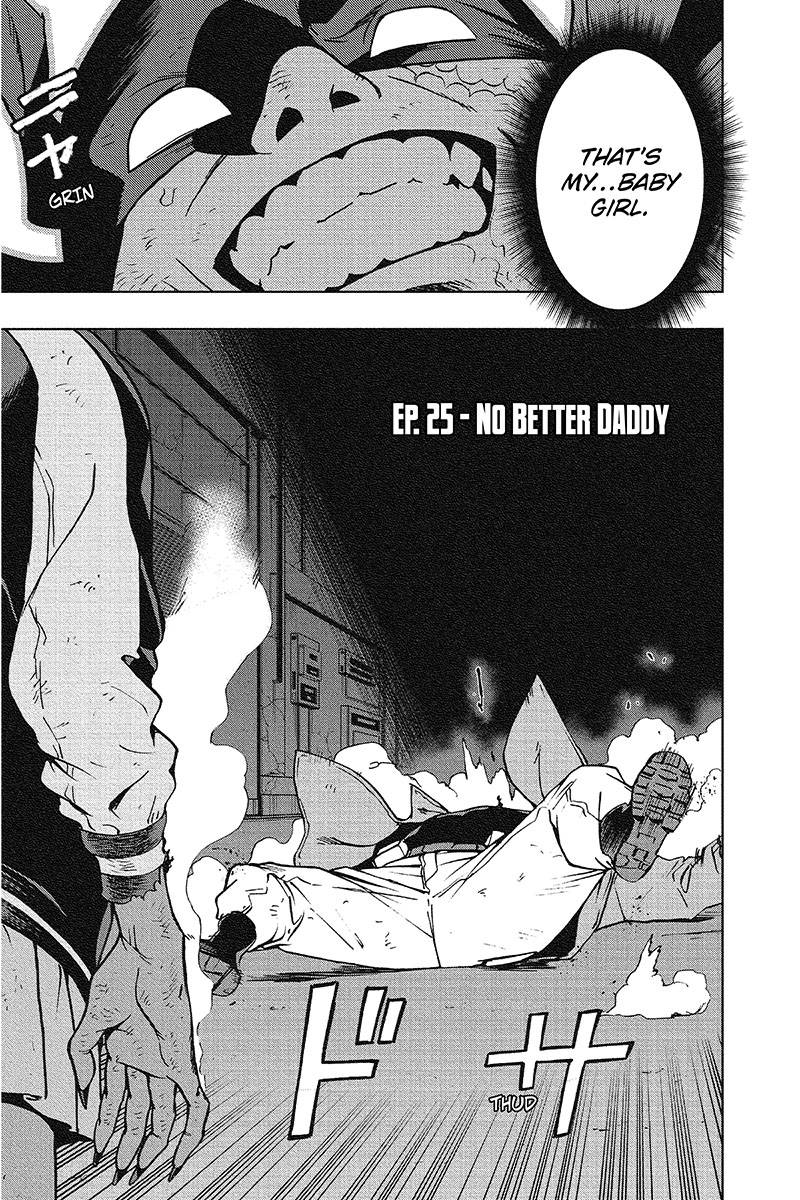 THAT'S
MY...BABY
GIRL.
ニヤ
GRIN
EP. 25 - NO BETTER DADDY
ドサ
THUD